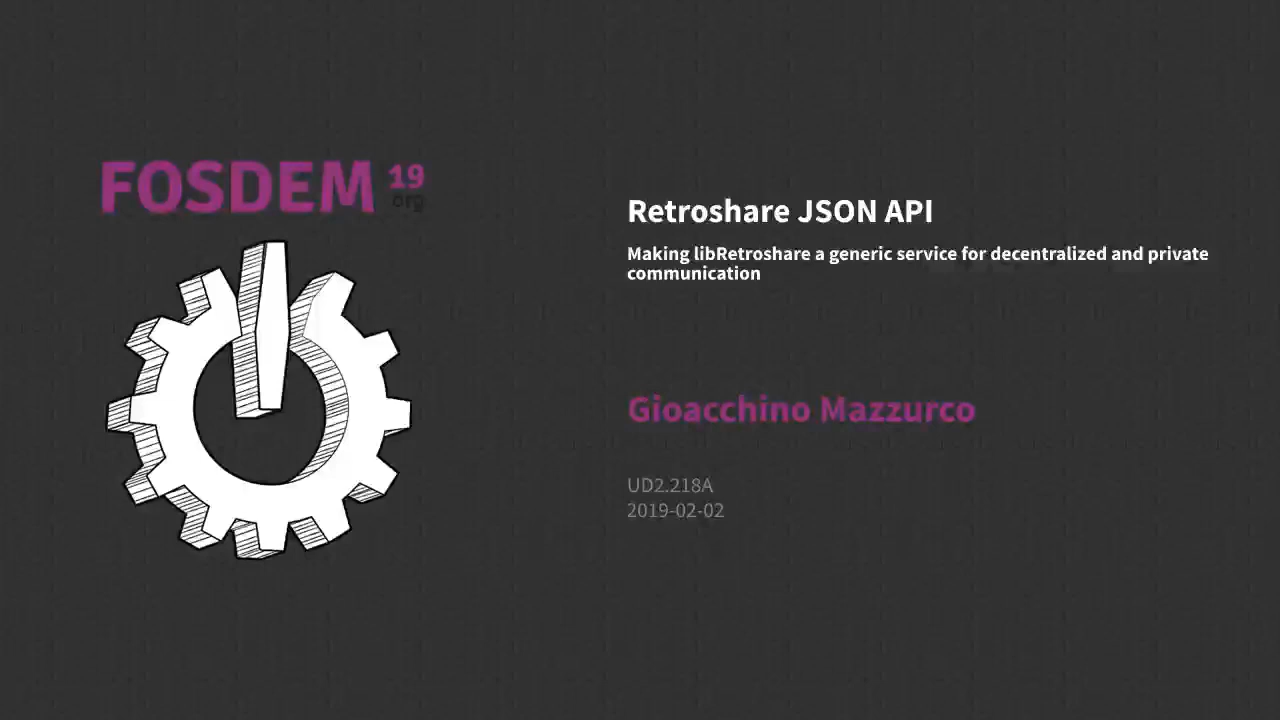 FOSDEM 19
org
Retroshare JSON API
Making libRetroshare a generic service for decentralized and private
communication
Gioacchino Mazzurco
UD2.218A
2019-02-02